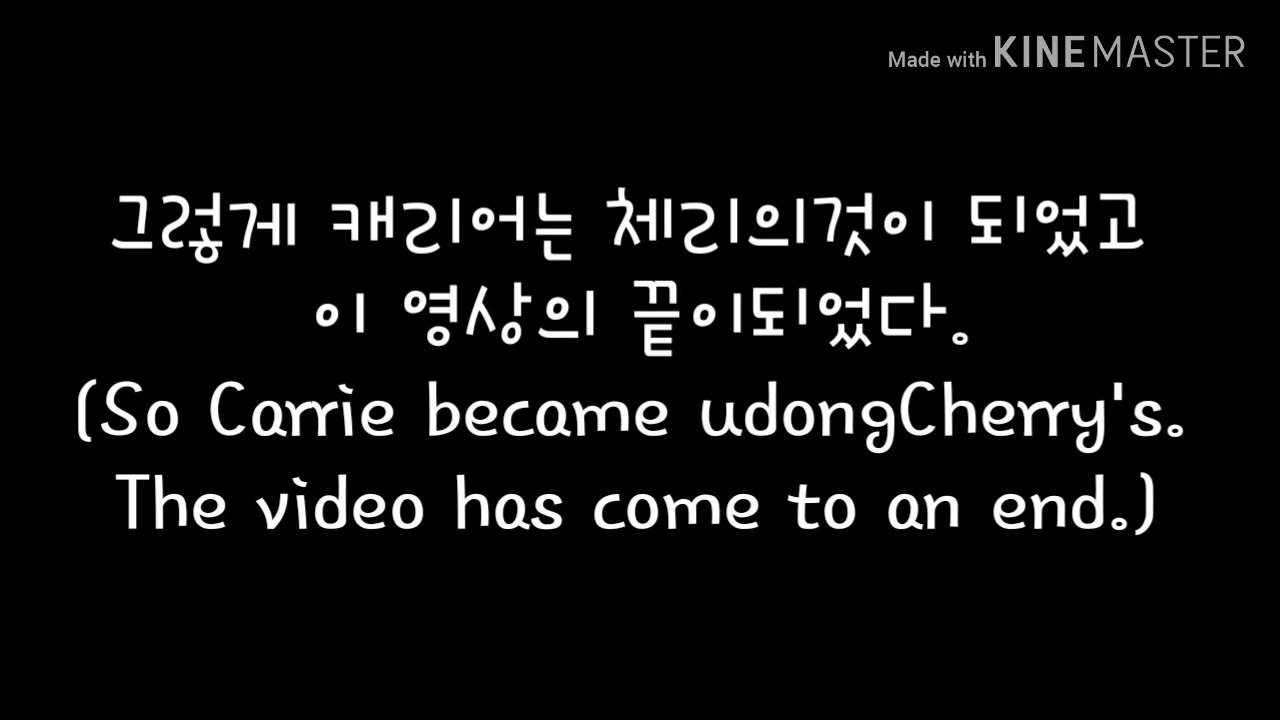 Made with KINEMASTER
그렇게 캐리어는 체리의것이 되었고
이 영상의 끝이되었다.
(So Carrie became udongCherry's.
The video has come to an end.)